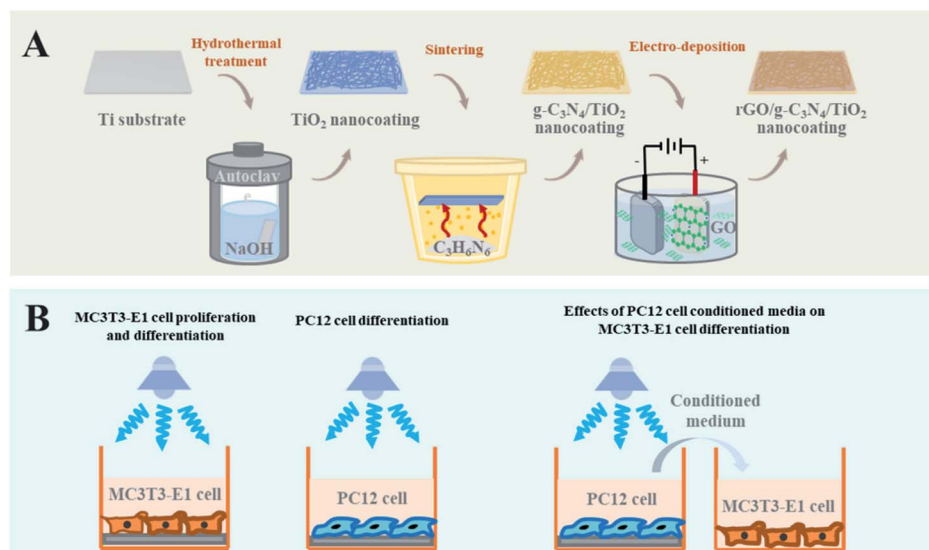 A
Hydrothermal
treatment
Sintering
Electro-deposition
Ti substrate
TiO₂ nanocoating
g-C₃N₄/TiO₂
nanocoating
rGO/g-C₃N₄/TiO₂
nanocoating
Autoclav
e
NaOH
C₃H₆N₆
- +
GO
B
MC3T3-E1 cell proliferation
and differentiation
PC12 cell differentiation
Effects of PC12 cell conditioned media on
MC3T3-E1 cell differentiation
Conditioned
medium
MC3T3-E1 cell
PC12 cell
PC12 cell
MC3T3-E1 cell